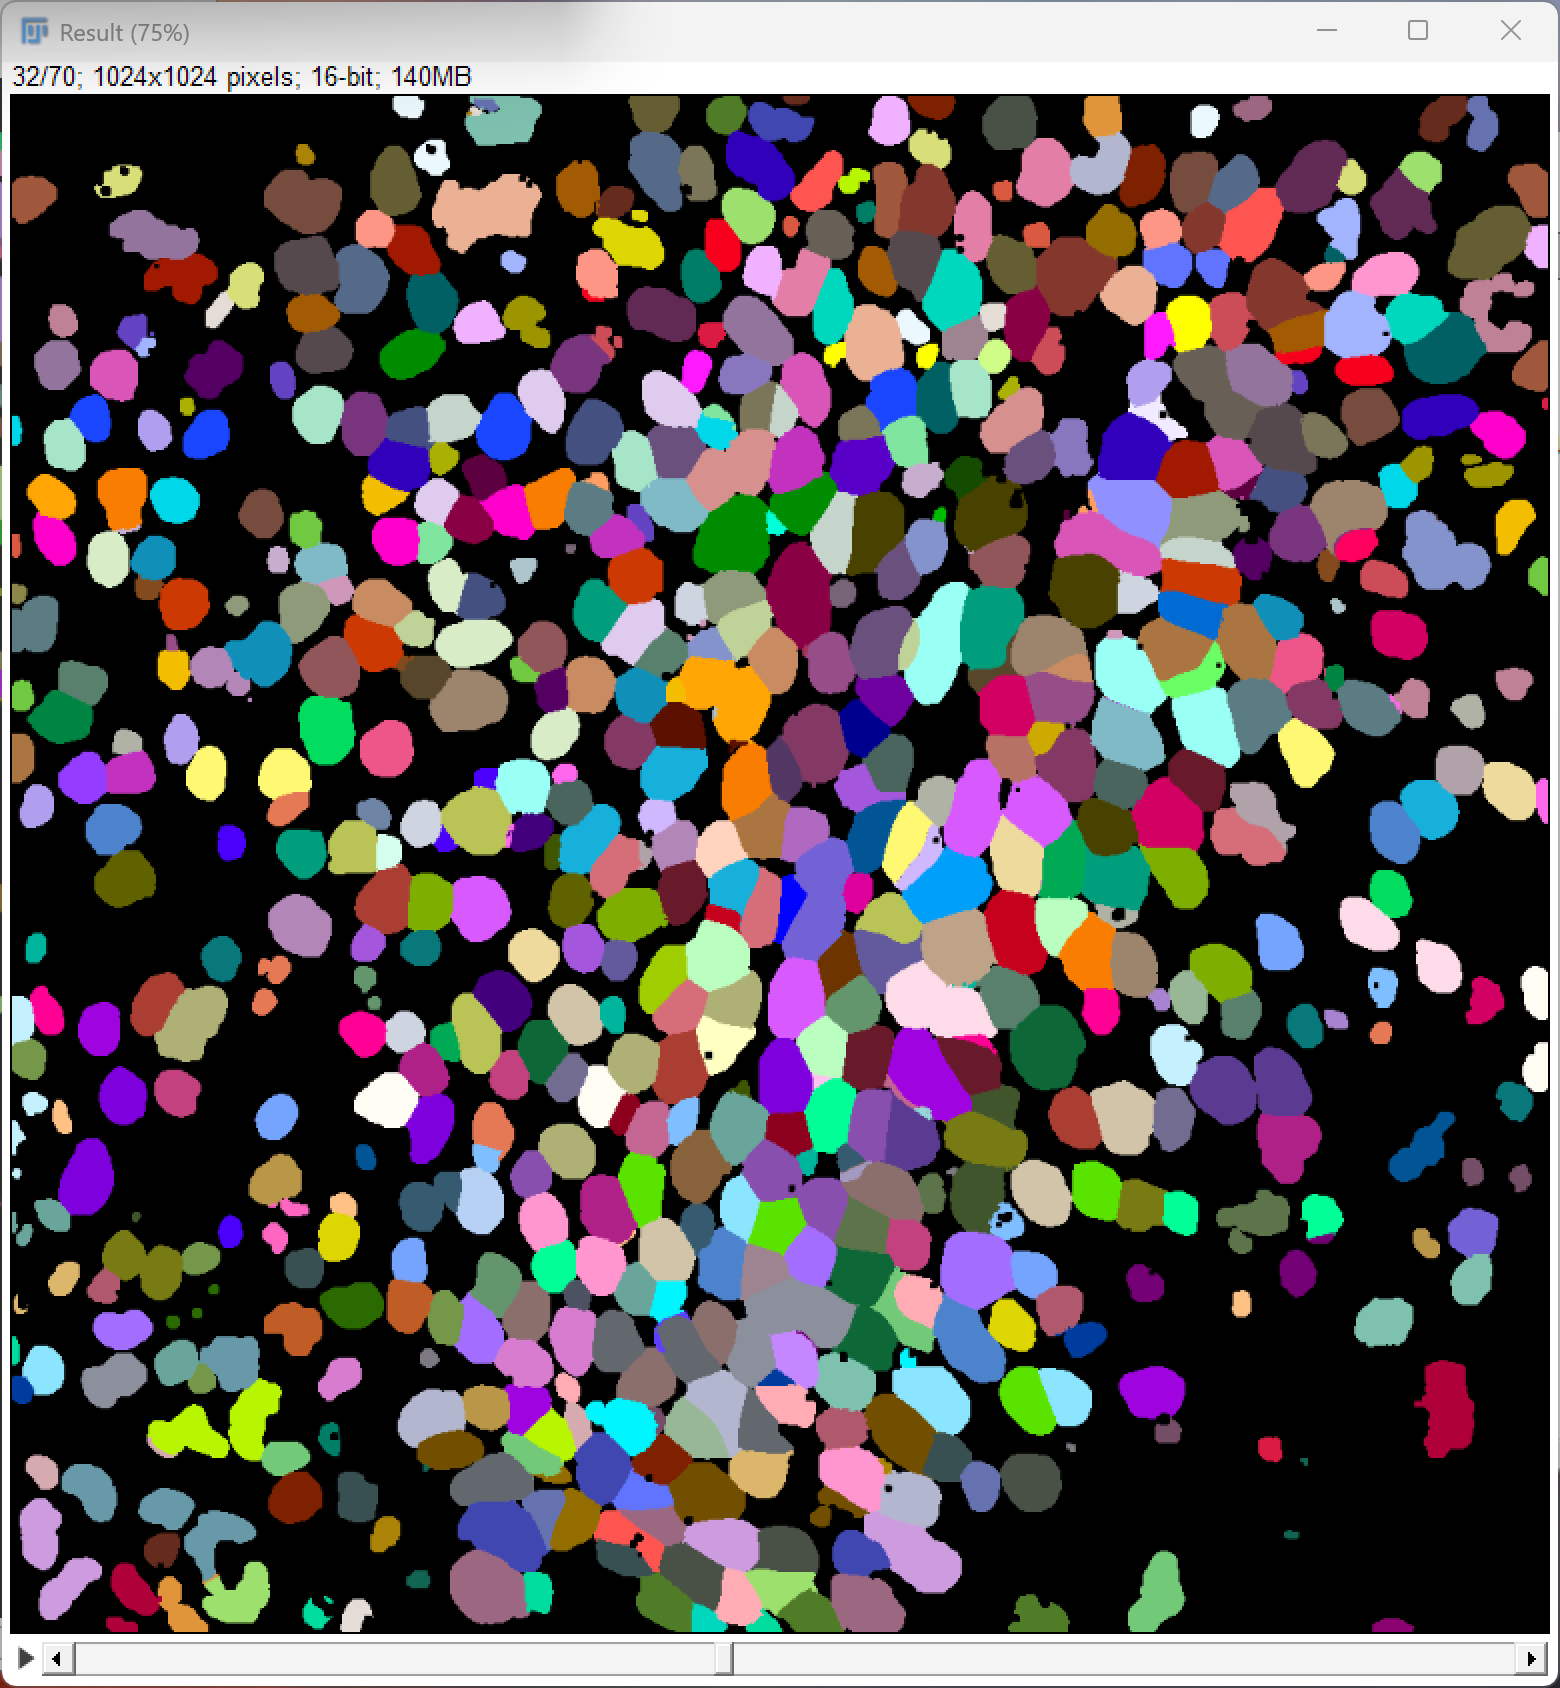 Result (75%)
32/70; 1024x1024 pixels; 16-bit; 140MB